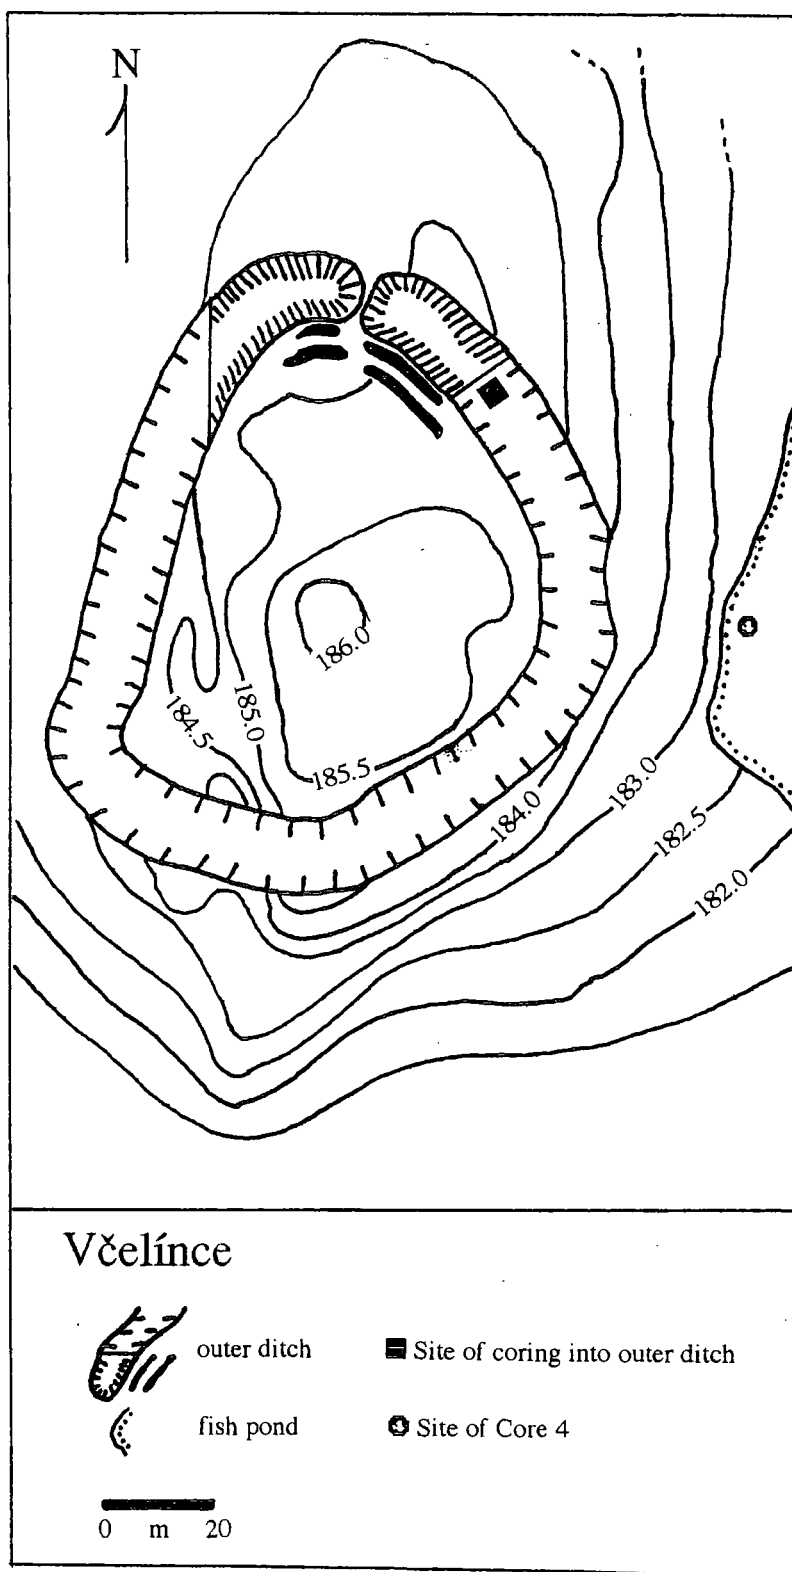 N
186.0
184.5
185.0
185.5
184.0
183.0
182.5
182.0
Včelínce
outer ditch
Site of coring into outer ditch
fish pond
Site of Core 4
0 m 20